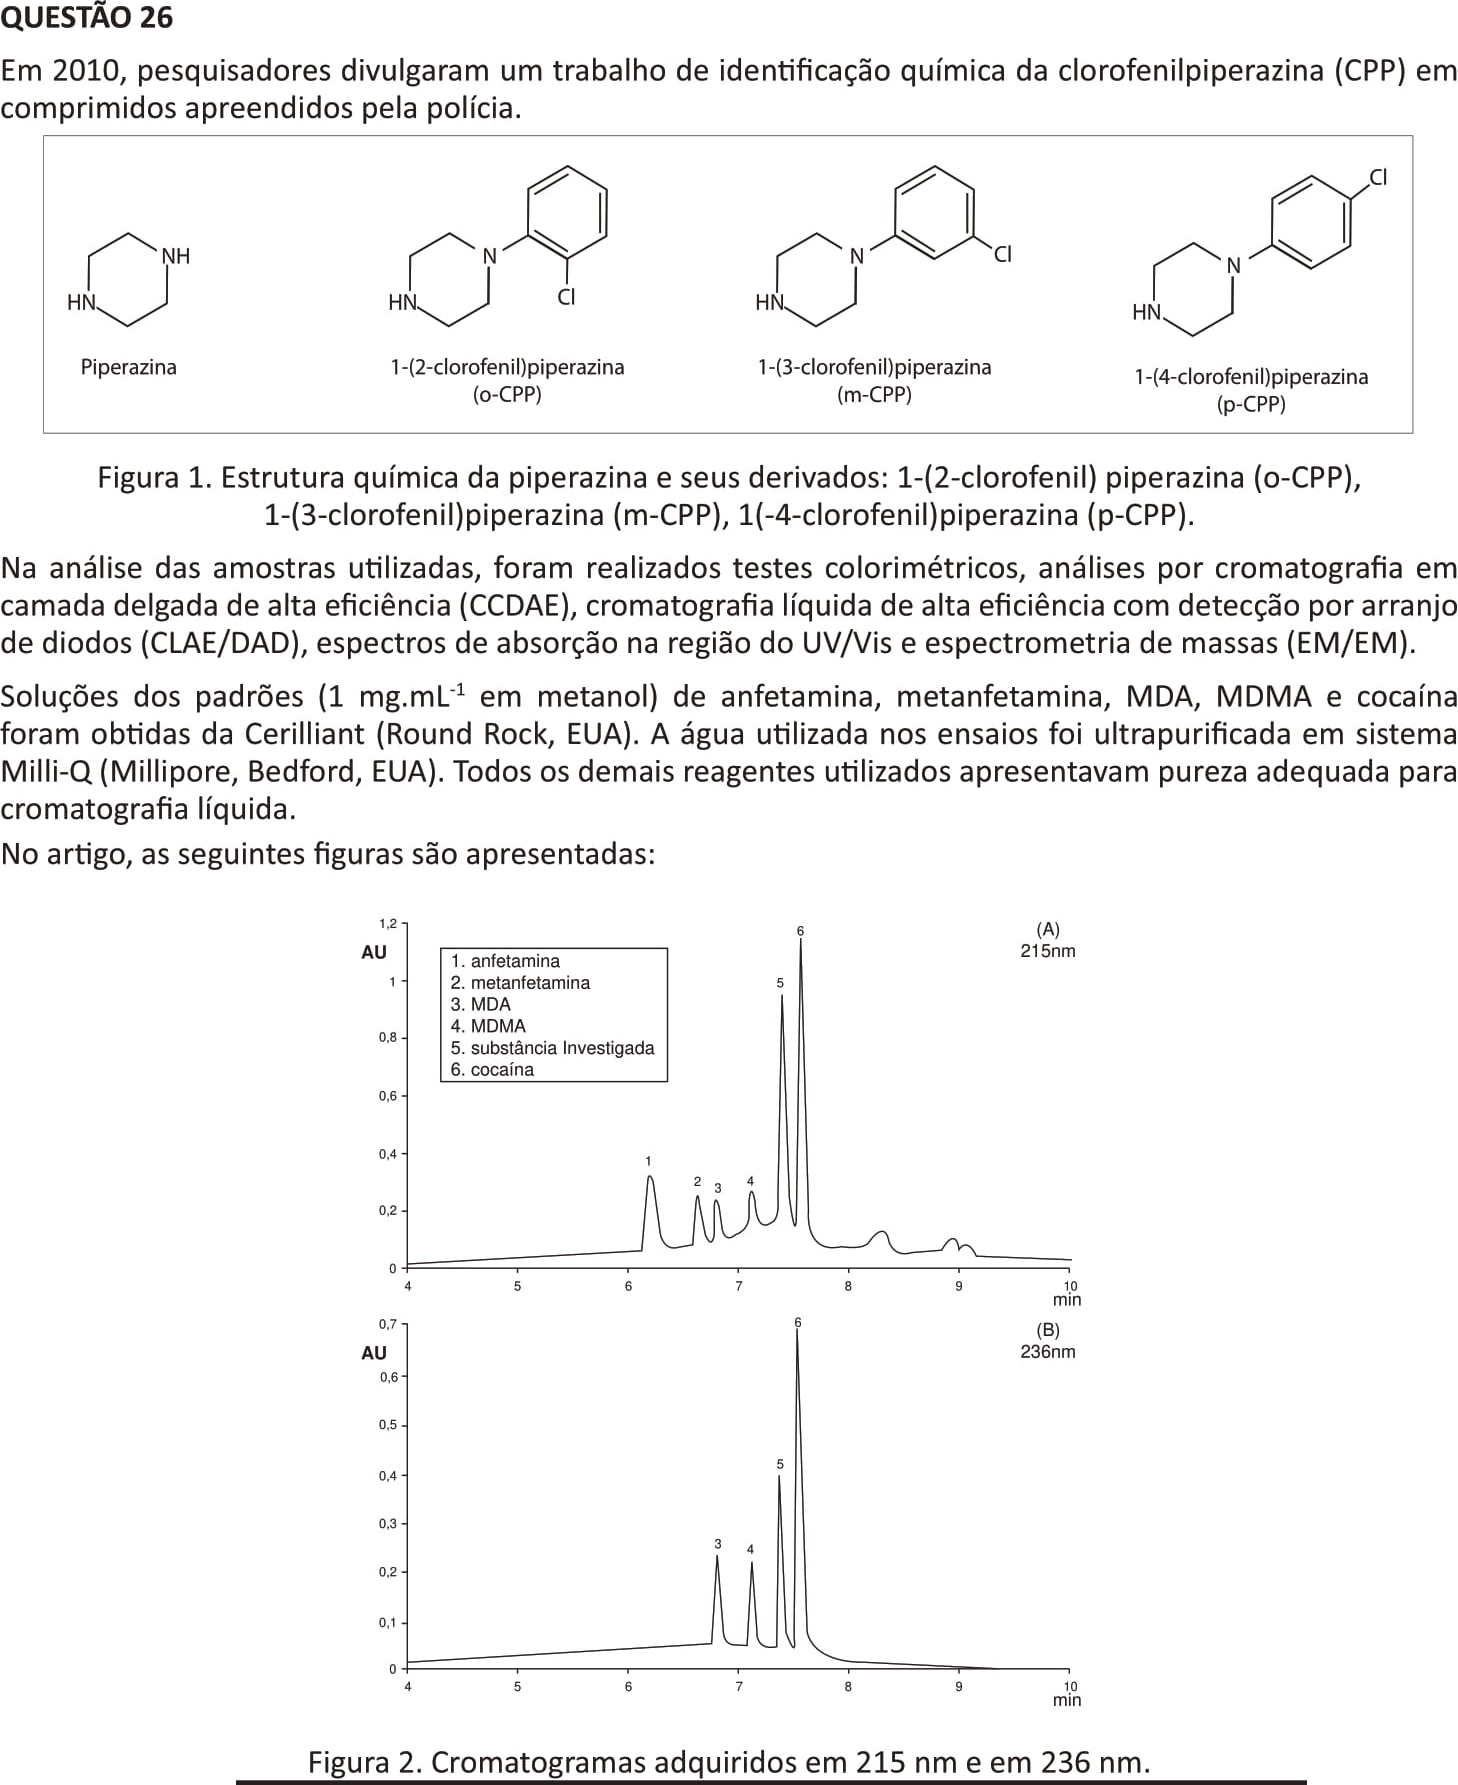 QUESTÃO 26
Em 2010, pesquisadores divulgaram um trabalho de identificação química da clorofenilpiperazina (CPP) em
comprimidos apreendidos pela polícia.
NH
HN
Piperazina
N
HN
Cl
1-(2-clorofenil)piperazina
(o-CPP)
N
HN
Cl
1-(3-clorofenil)piperazina
(m-CPP)
Cl
N
HN
1-(4-clorofenil)piperazina
(p-CPP)
Figura 1. Estrutura química da piperazina e seus derivados: 1-(2-clorofenil) piperazina (o-CPP),
1-(3-clorofenil)piperazina (m-CPP), 1(-4-clorofenil)piperazina (p-CPP).
Na análise das amostras utilizadas, foram realizados testes colorimétricos, análises por cromatografia em
camada delgada de alta eficiência (CCDAE), cromatografia líquida de alta eficiência com detecção por arranjo
de diodos (CLAE/DAD), espectros de absorção na região do UV/Vis e espectrometria de massas (EM/EM).
Soluções dos padrões (1 mg.mL-1 em metanol) de anfetamina, metanfetamina, MDA, MDMA e cocaína
foram obtidas da Cerilliant (Round Rock, EUA). A água utilizada nos ensaios foi ultrapurificada em sistema
Milli-Q (Millipore, Bedford, EUA). Todos os demais reagentes utilizados apresentavam pureza adequada para
cromatografia líquida.
No artigo, as seguintes figuras são apresentadas:
(A)
215nm
AU
1,2
1
0,8
0,6
0,4
0,2
0
1. anfetamina
2. metanfetamina
3. MDA
4. MDMA
5. substância Investigada
6. cocaína
1
2
3
4
5
6
4 5 6 7 8 9 10
min
(B)
236nm
AU
0,7
0,6
0,5
0,4
0,3
0,2
0,1
0
3
4
5
6
4 5 6 7 8 9 10
min
Figura 2. Cromatogramas adquiridos em 215 nm e em 236 nm.